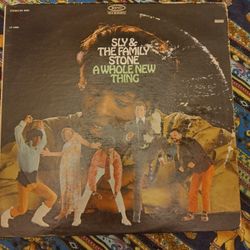 SLY &
THE FAMILY
STONE
A WHOLE NEW
THING